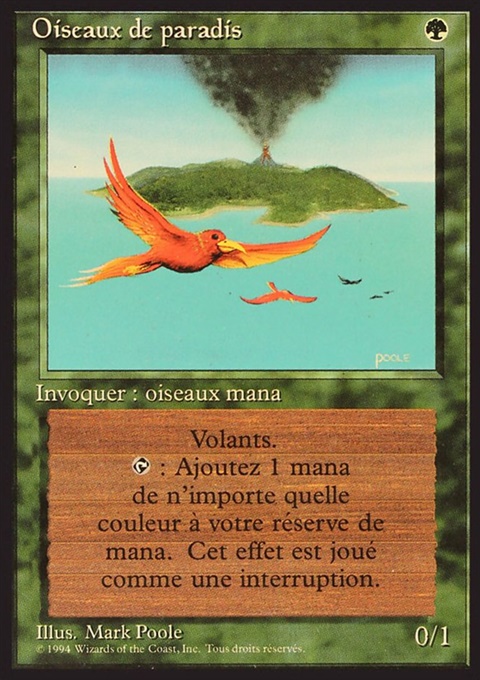 Oiseaux de paradis
POOLE
Invoquer : oiseaux mana
Volants.
: Ajoutez 1 mana
de n'importe quelle
couleur à votre réserve de
mana. Cet effet est joué
comme une interruption.
Illus. Mark Poole
0/1
© 1994 Wizards of the Coast, Inc. Tous droits réservés.